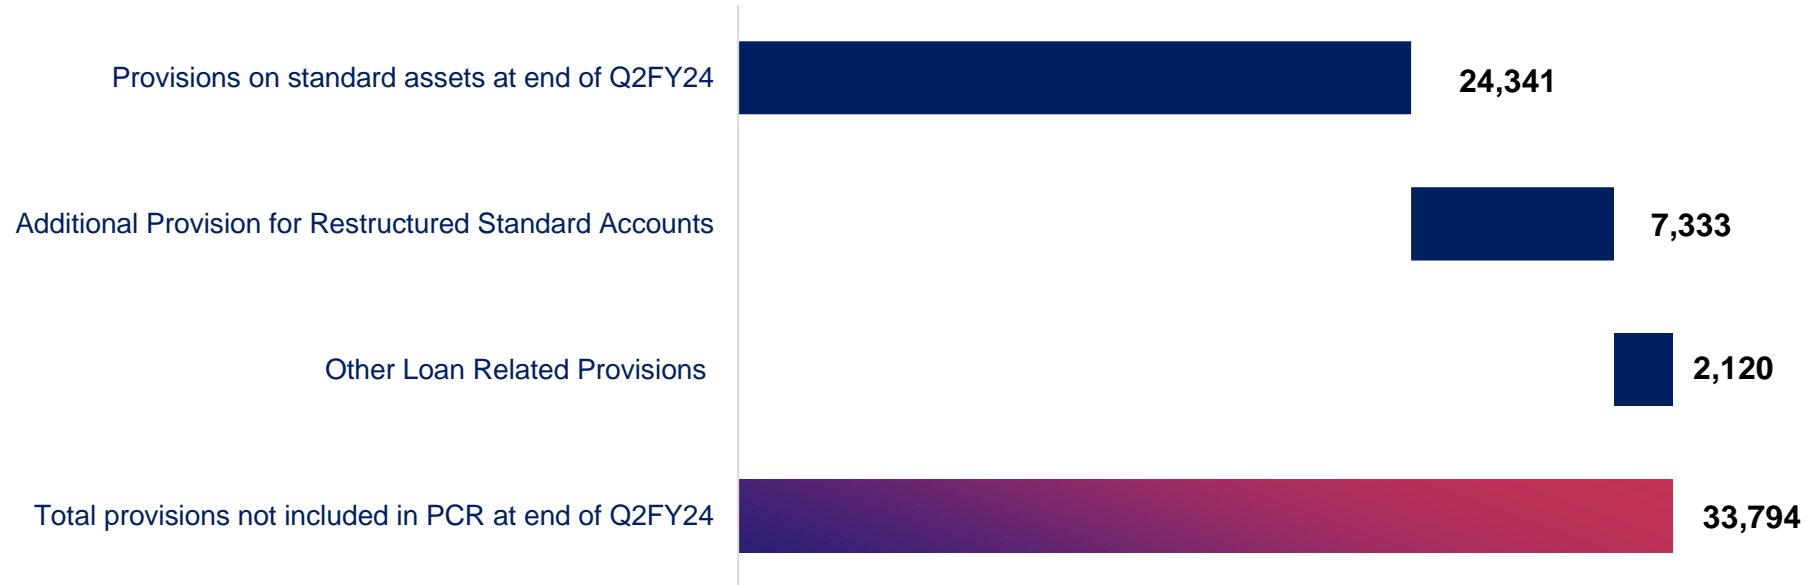 Provisions on standard assets at end of Q2FY24
24,341
Additional Provision for Restructured Standard Accounts
7,333
Other Loan Related Provisions
2,120
Total provisions not included in PCR at end of Q2FY24
33,794